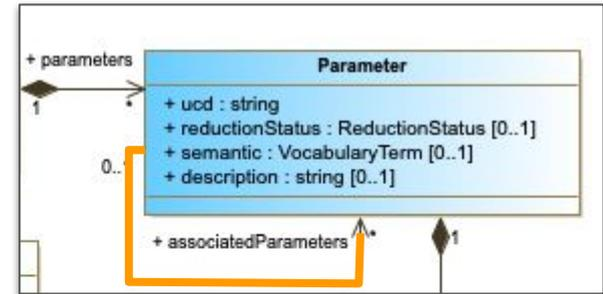 + parameters
1
*
Parameter
+ ucd : string
+ reductionStatus : ReductionStatus [0..1]
+ semantic : VocabularyTerm [0..1]
+ description : string [0..1]
0..
+ associatedParameters
*
1